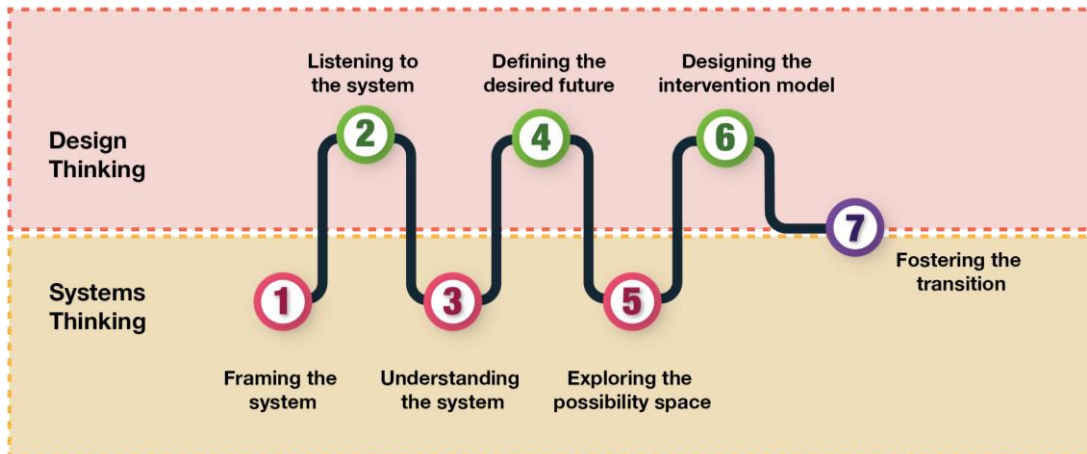 Design
Thinking
Listening to
the system
2
Defining the
desired future
4
Designing the
intervention model
6
7
Fostering the
transition
Systems
Thinking
1
Framing the
system
3
Understanding
the system
5
Exploring the
possibility space